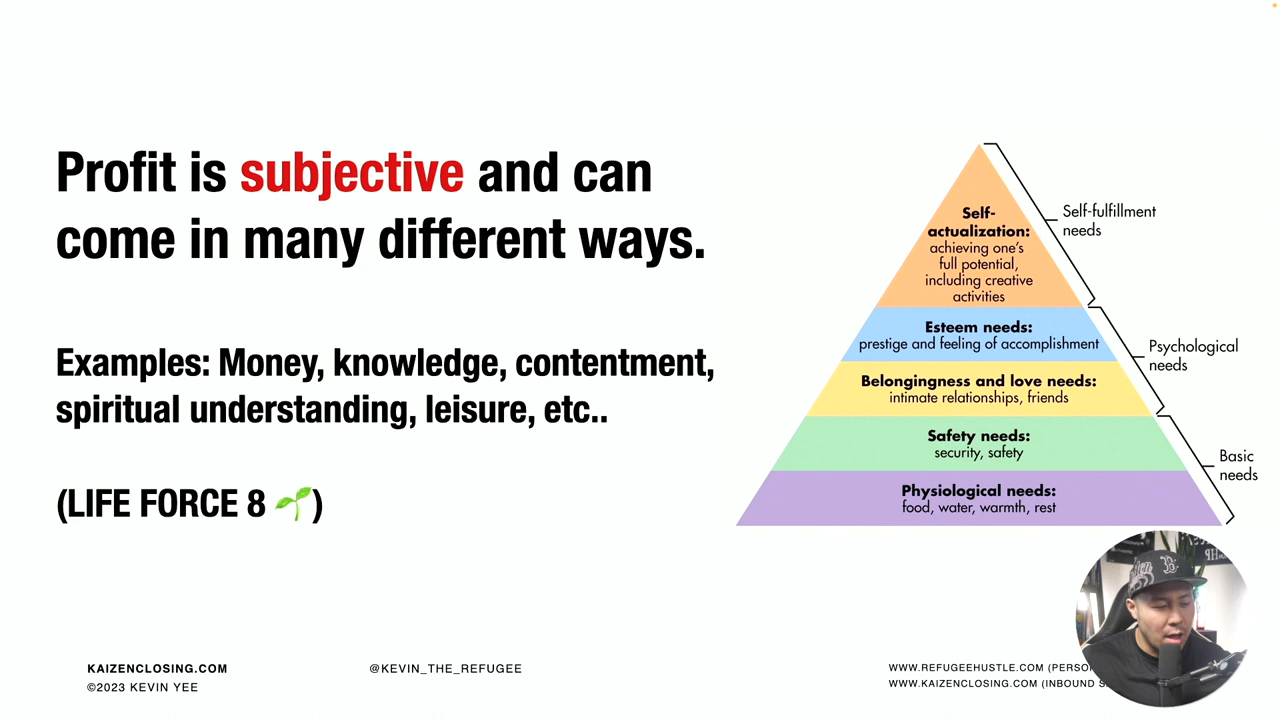 Profit is subjective and can
come in many different ways.
Examples: Money, knowledge, contentment,
spiritual understanding, leisure, etc..
(LIFE FORCE 8 🌱)
Self-
actualization:
achieving one's
full potential,
including creative
activities
Esteem needs:
prestige and feeling of accomplishment
Belongingness and love needs:
intimate relationships, friends
Safety needs:
security, safety
Physiological needs:
food, water, warmth, rest
Self-fulfillment
needs
Psychological
needs
Basic
needs
KAIZENCLOSING.COM
©2023 KEVIN YEE
@KEVIN_THE_REFUGEE
WWW.REFUGEEHUSTLE.COM
WWW.KAIZENCLOSING.COM (INBOUND